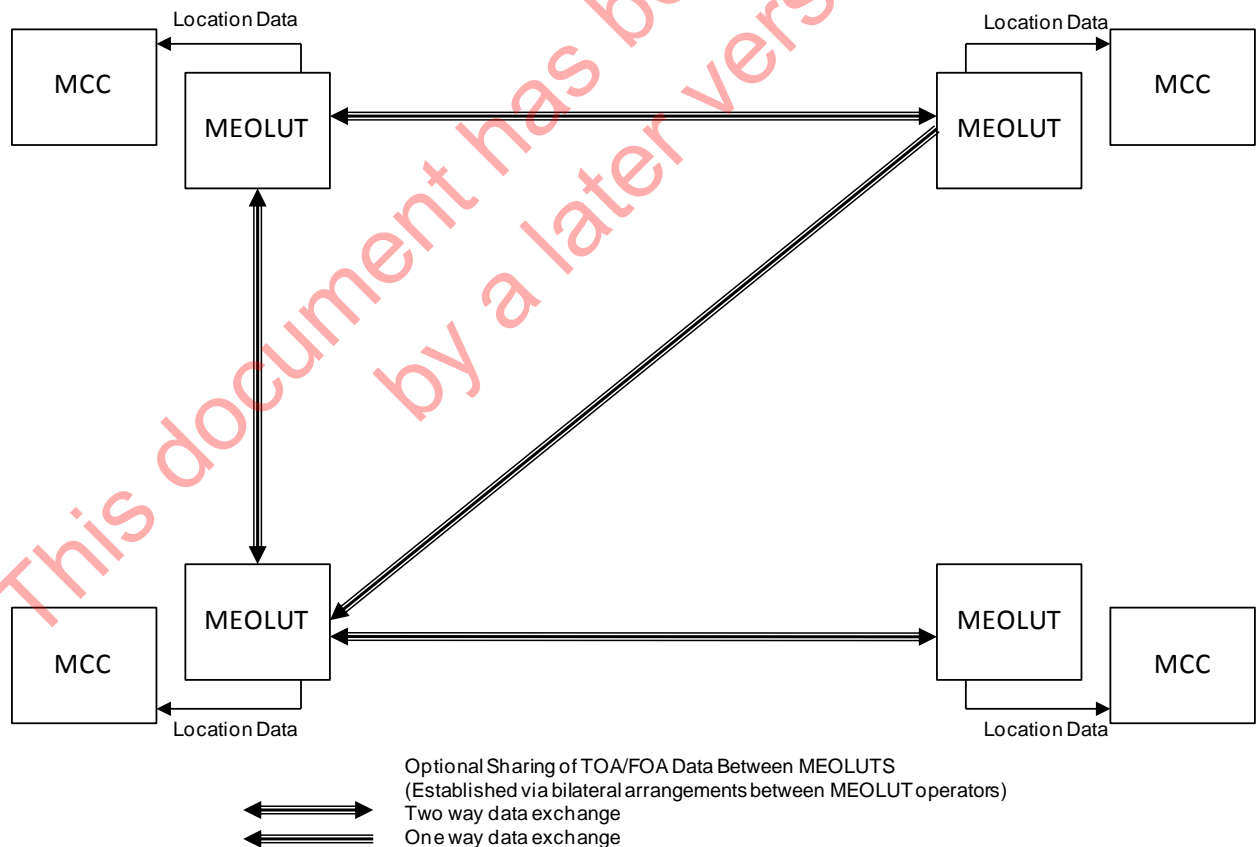 Location Data
Location Data
MCC
MEOLUT
MEOLUT
MCC
This document has b
by a later vers
MCC
MEOLUT
MEOLUT
MCC
Location Data
Location Data
Optional Sharing of TOA/FOA Data Between MEOLUTS
(Established via bilateral arrangements between MEOLUT operators)
Two way data exchange
One way data exchange